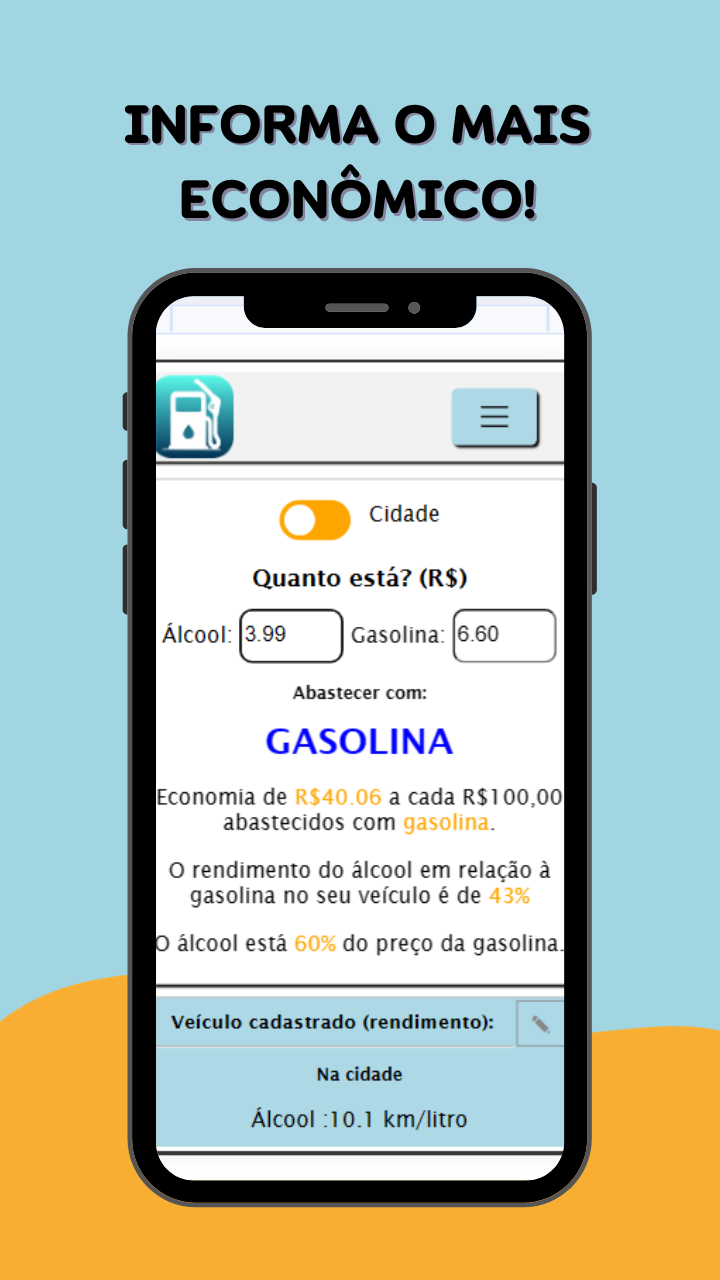 INFORMA O MAIS
ECONÔMICO!
Cidade
Quanto está? (R$)
Álcool: 3.99 Gasolina: 6.60
Abastecer com:
GASOLINA
Economia de R$40.06 a cada R$100,00
abastecidos com gasolina.
O rendimento do álcool em relação à
gasolina no seu veículo é de 43%
O álcool está 60% do preço da gasolina.
Veículo cadastrado (rendimento):
Na cidade
Álcool :10.1 km/litro